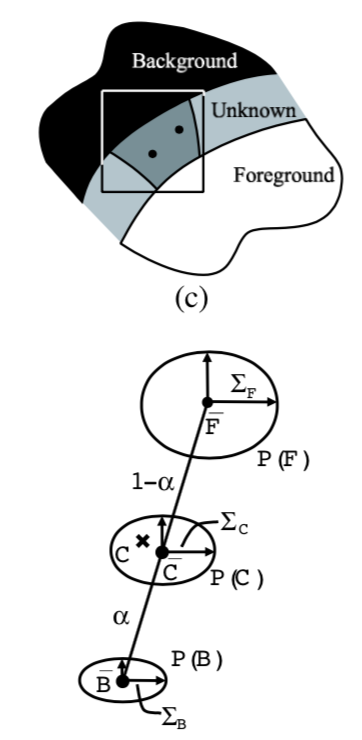 Background
Unknown
Foreground
(c)
Σ_F
F̅
P(F)
1-α
Σ_C
C
C̅
P(C)
α
P(B)
B̅
Σ_B